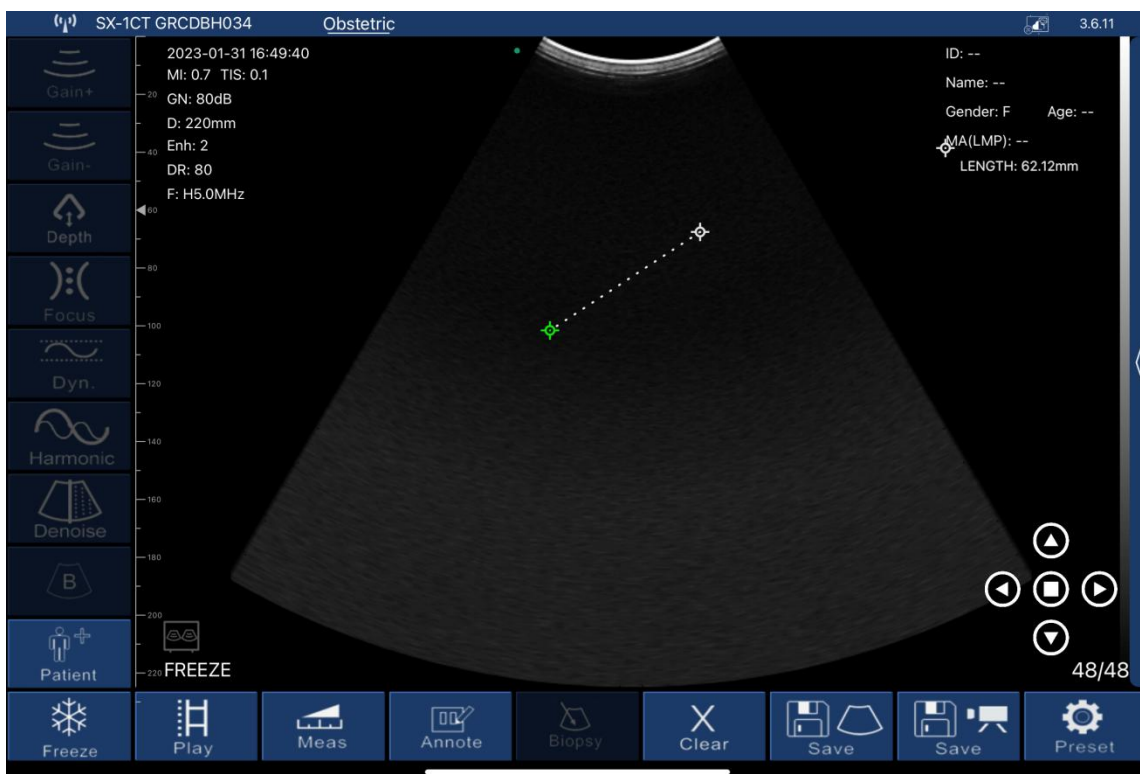 SX-1CT GRCDBH034 Obstetric 3.6.11
2023-01-31 16:49:40
MI: 0.7 TIS: 0.1
GN: 80dB
D: 220mm
Enh: 2
DR: 80
F: H5.0MHz
ID: --
Name: --
Gender: F Age: --
MA(LMP): --
LENGTH: 62.12mm
Gain+
Gain-
Depth
Focus
Dyn.
Harmonic
Denoise
B
Patient
20
40
60
80
100
120
140
160
180
200
220
FREEZE
48/48
Freeze Play Meas Annote Biopsy Clear Save Save Preset